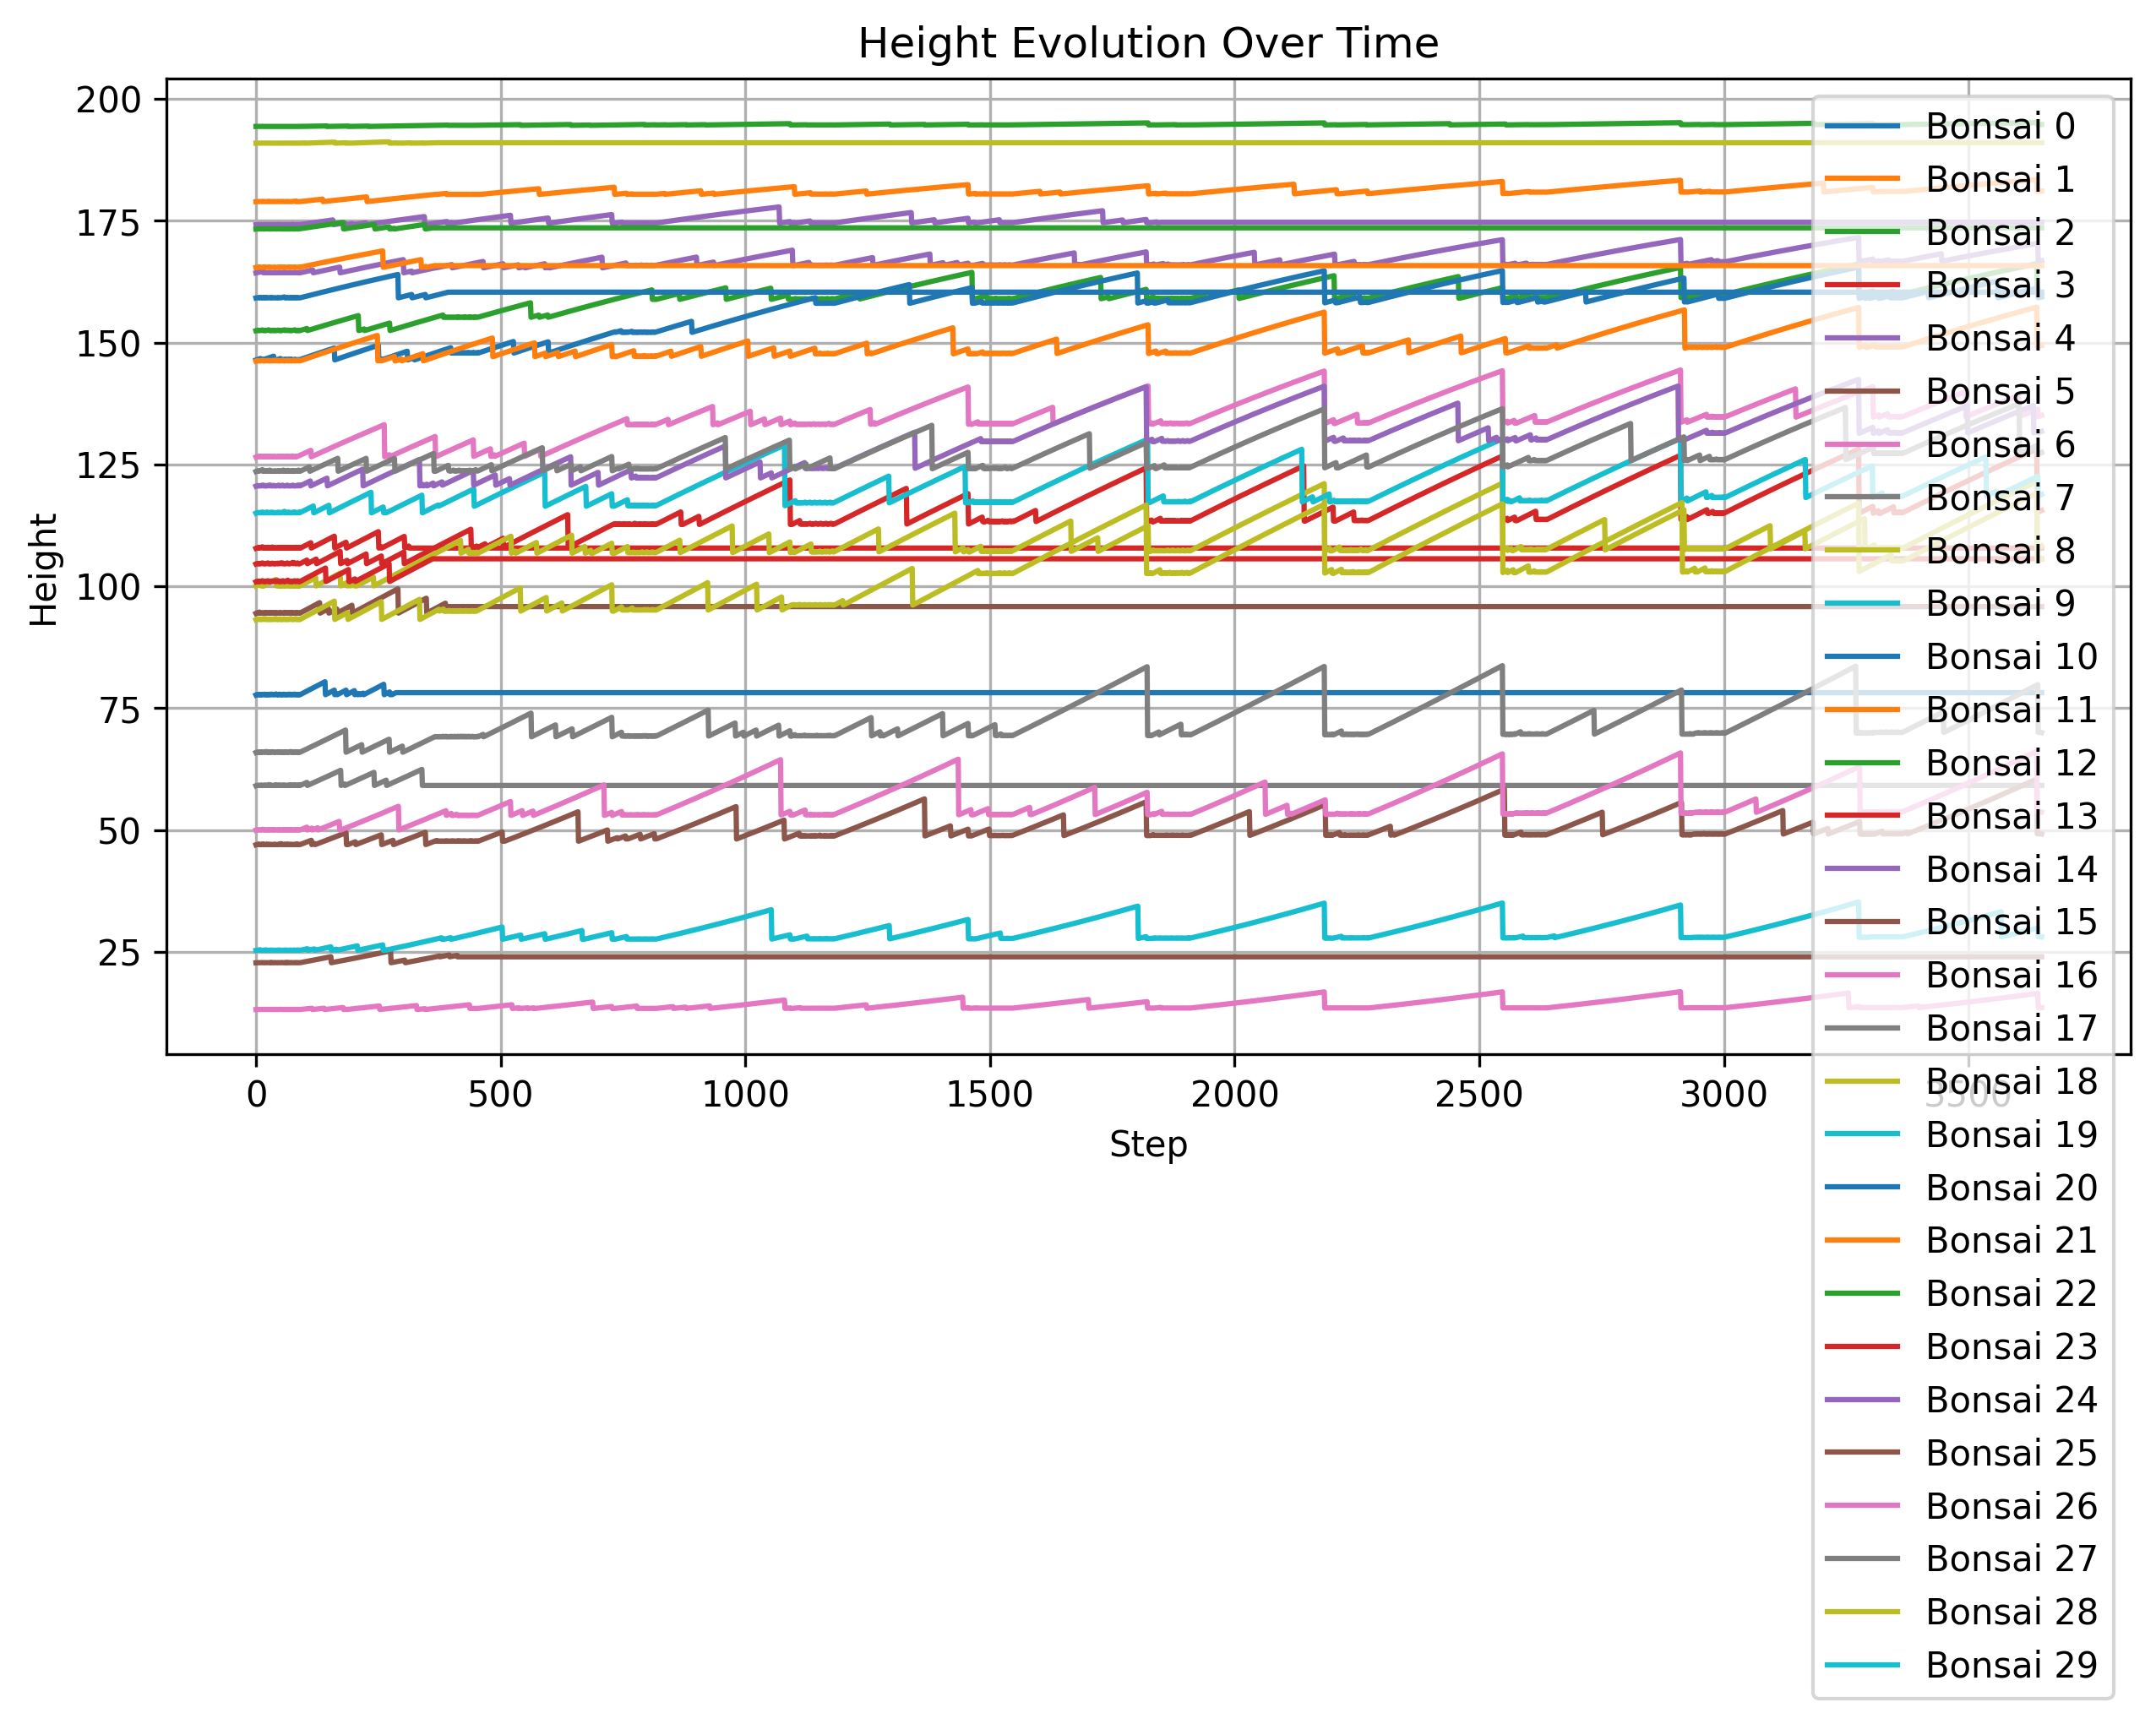 Height Evolution Over Time
Height
200
175
150
125
100
75
50
25
0
500
1000
1500
2000
2500
3000
3500
Step
Bonsai 0
Bonsai 1
Bonsai 2
Bonsai 3
Bonsai 4
Bonsai 5
Bonsai 6
Bonsai 7
Bonsai 8
Bonsai 9
Bonsai 10
Bonsai 11
Bonsai 12
Bonsai 13
Bonsai 14
Bonsai 15
Bonsai 16
Bonsai 17
Bonsai 18
Bonsai 19
Bonsai 20
Bonsai 21
Bonsai 22
Bonsai 23
Bonsai 24
Bonsai 25
Bonsai 26
Bonsai 27
Bonsai 28
Bonsai 29